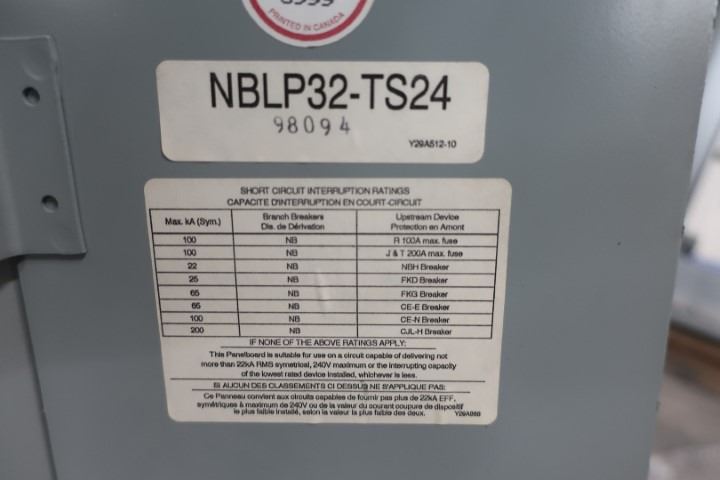 PRINTED IN CANADA
NBLP32-TS24
98094
Y29A512-10
SHORT CIRCUIT INTERRUPTION RATINGS
CAPACITE D'INTERRUPTION EN COURT-CIRCUIT
Max. kA (Sym.) Branch Breakers Upstream Device
Dis. de Dérivation Protection en Amont
100 NB R 100A max. fuse
100 NB J & T 200A max. fuse
22 NB NBH Breaker
25 NB FKD Breaker
65 NB FKG Breaker
65 NB CE-E Breaker
100 NB CE-N Breaker
200 NB CJL-H Breaker
IF NONE OF THE ABOVE RATINGS APPLY:
This Panelboard is suitable for use on a circuit capable of delivering not
more than 22kA RMS symetrical, 240V maximum or the interrupting capacity
of the lowest rated device installed, whichever is less.
SI AUCUN DES CLASSEMENTS CI DESSUS NE S'APPLIQUE PAS:
Ce Panneau convient aux circuits capables de fournir pas plus de 22kA EFF.
symétriques à maximum de 240V ou de la valeur du courant coupure de dispositif
le plus faible installé, selon la valeur la plus faible des deux.